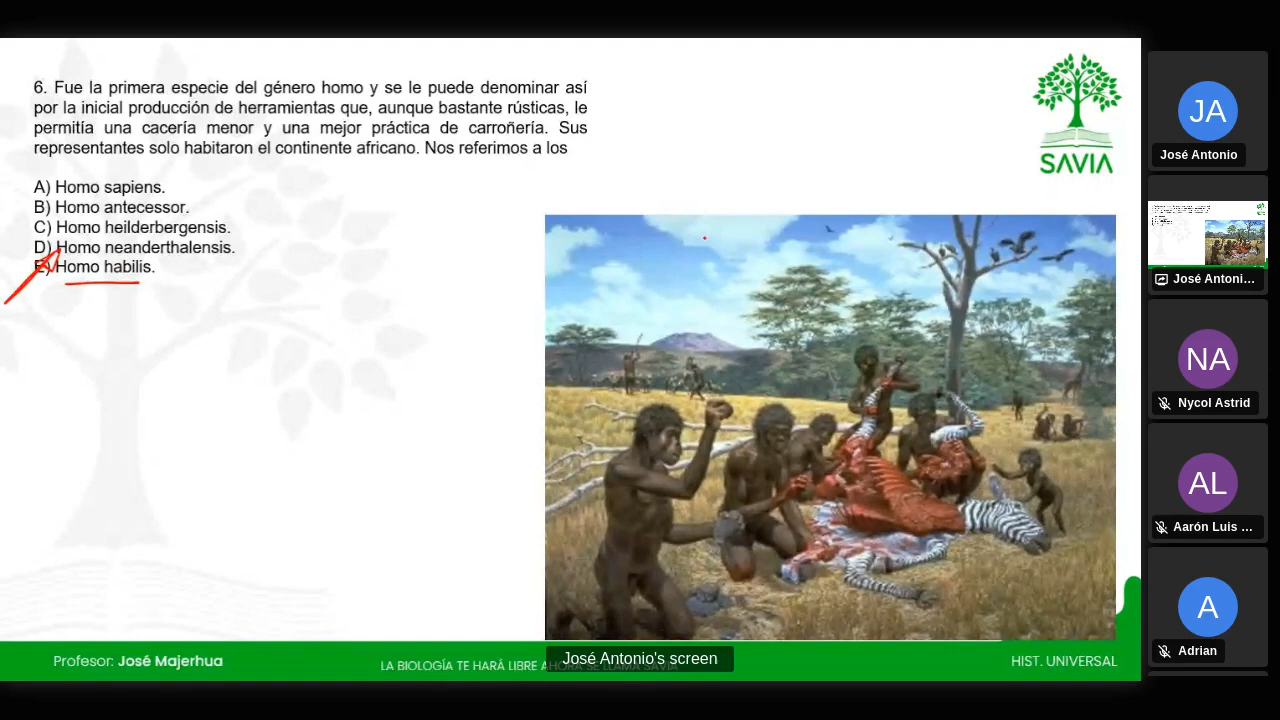 6. Fue la primera especie del género homo y se le puede denominar así
por la inicial producción de herramientas que, aunque bastante rústicas, le
permitía una cacería menor y una mejor práctica de carroñería. Sus
representantes solo habitaron el continente africano. Nos referimos a los
A) Homo sapiens.
B) Homo antecessor.
C) Homo heilderbergensis.
D) Homo neanderthalensis.
E) Homo habilis.
SAVIA
Profesor: José Majerhua
LA BIOLOGÍA TE HARÁ LIBRE AHORA SE LLAMA SAVIA
José Antonio's screen
HIST. UNIVERSAL
JA
José Antonio
José Antoni...
NA
Nycol Astrid
AL
Aarón Luis ...
A
Adrian